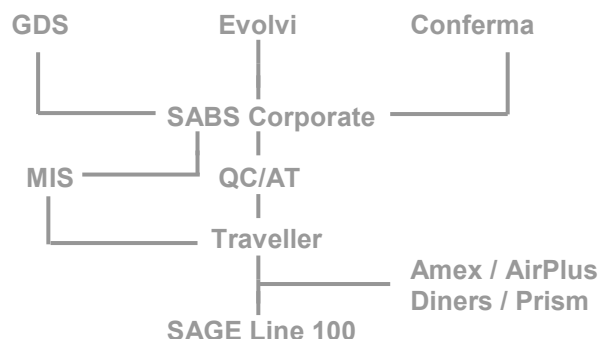 GDS Evolvi Conferma
SABS Corporate
MIS QC/AT
Traveller
Amex / AirPlus
Diners / Prism
SAGE Line 100